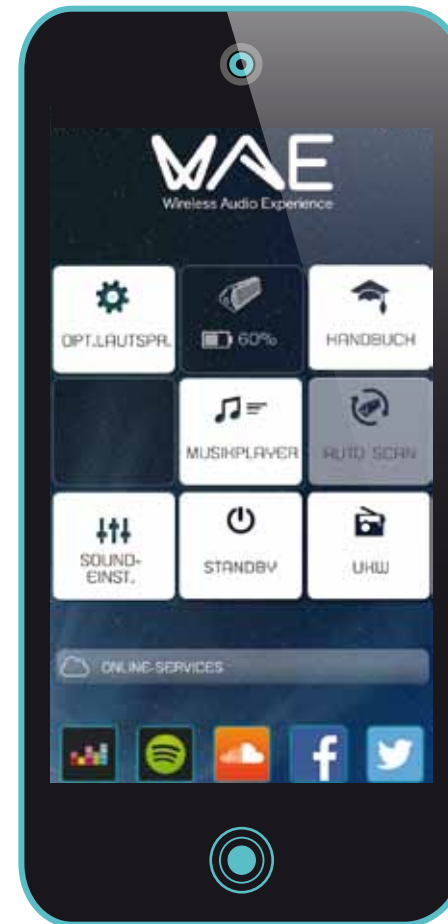 WAE
Wireless Audio Experience
OPT.LAUTSPR.
60%
HANDBUCH
MUSIKPLAYER
AUTO SCAN
SOUND-
EINST.
STANDBY
UKW
ONLINE-SERVICES